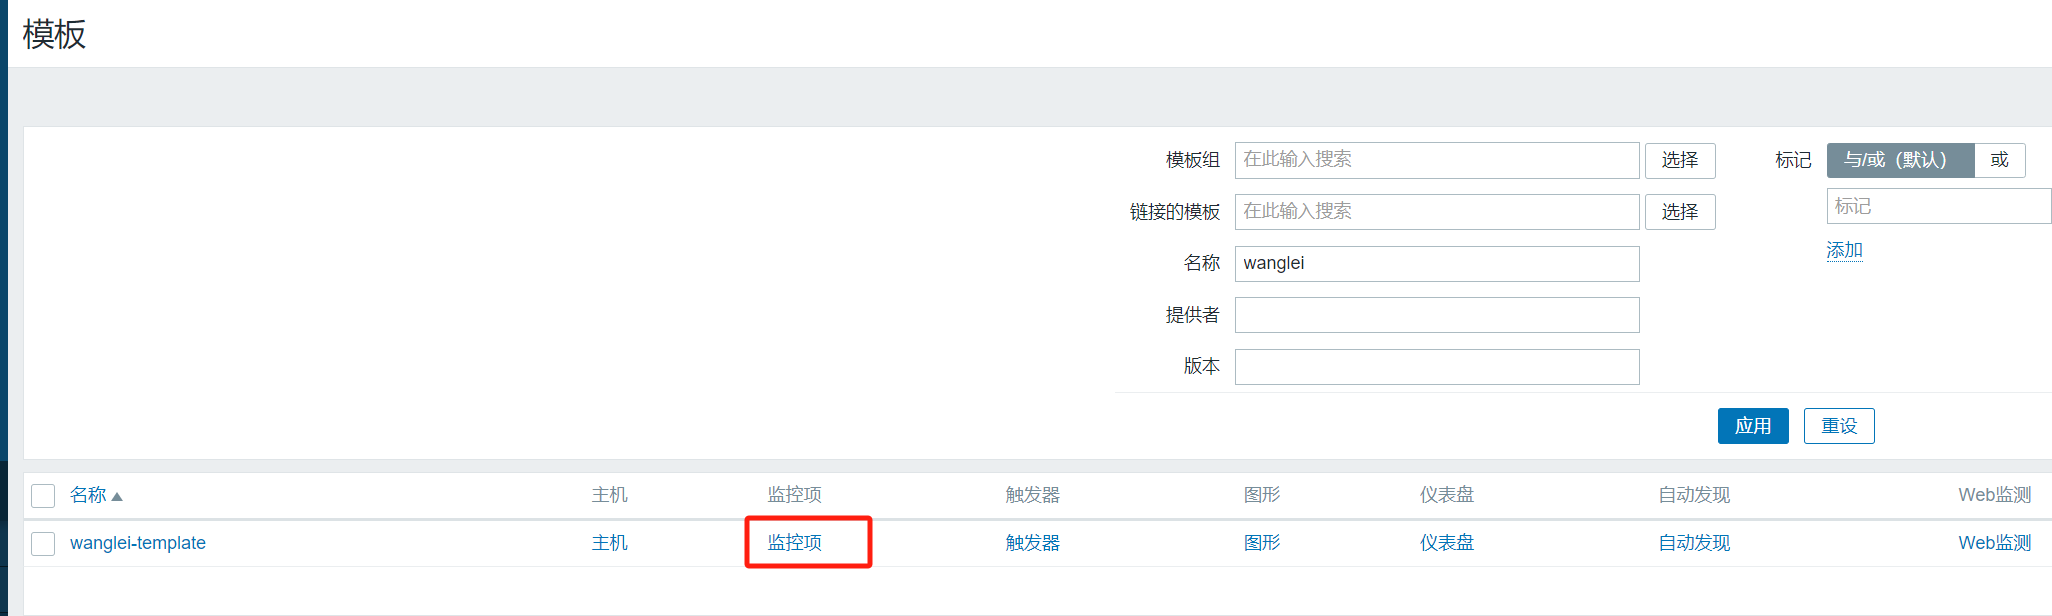 模板
模板组 在此输入搜索 选择 标记 与/或（默认） 或
链接的模板 在此输入搜索 选择 标记
名称 wanglei 添加
提供者
版本
应用 重设
名称 主机 监控项 触发器 图形 仪表盘 自动发现 Web监测
wanglei-template 主机 监控项 触发器 图形 仪表盘 自动发现 Web监测